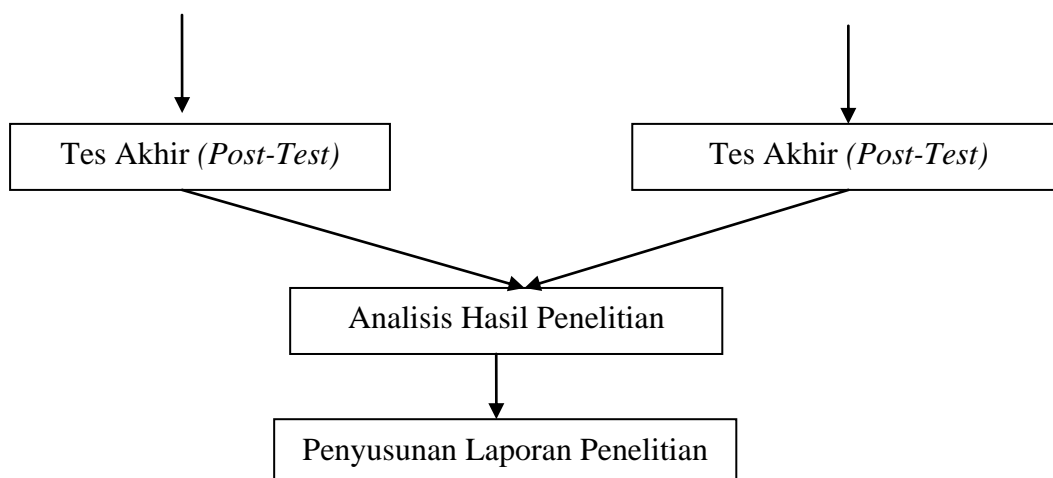 Tes Akhir (Post-Test)
Tes Akhir (Post-Test)
Analisis Hasil Penelitian
Penyusunan Laporan Penelitian